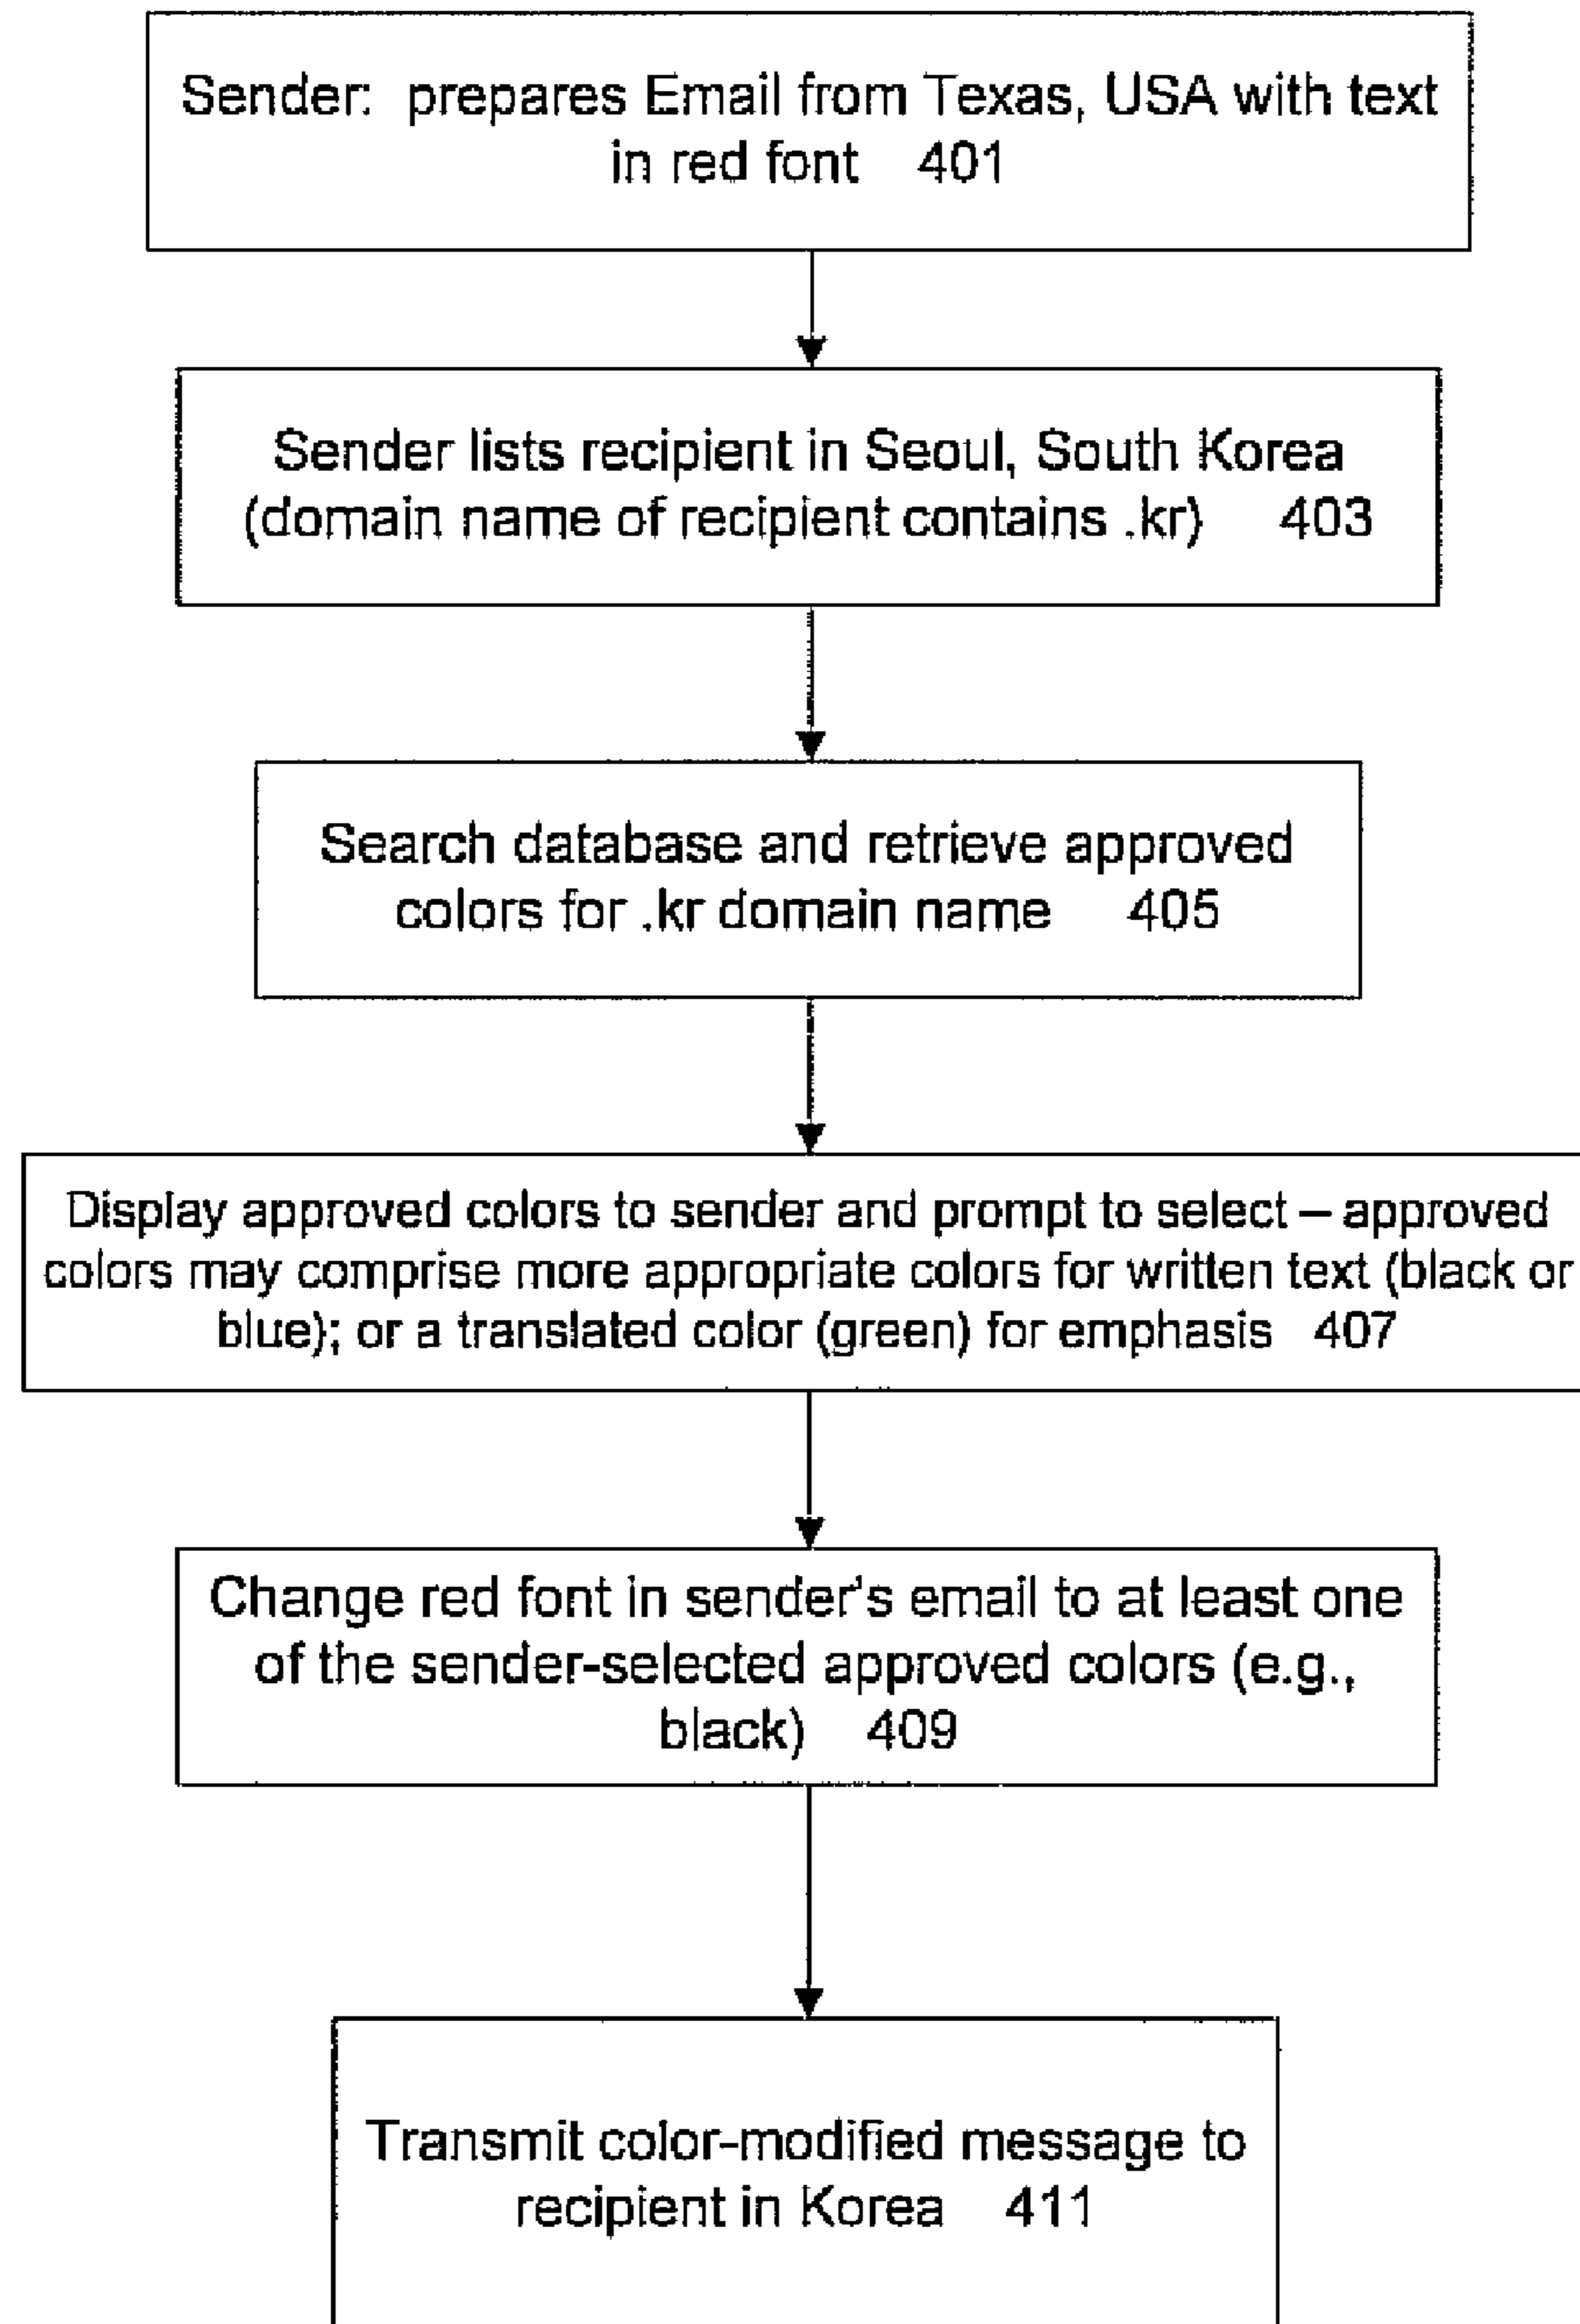 Sender: prepares Email from Texas, USA with text
in red font 401
Sender lists recipient in Seoul, South Korea
(domain name of recipient contains .kr) 403
Search database and retrieve approved
colors for .kr domain name 405
Display approved colors to sender and prompt to select – approved
colors may comprise more appropriate colors for written text (black or
blue); or a translated color (green) for emphasis 407
Change red font in sender's email to at least one
of the sender-selected approved colors (e.g.,
black) 409
Transmit color-modified message to
recipient in Korea 411